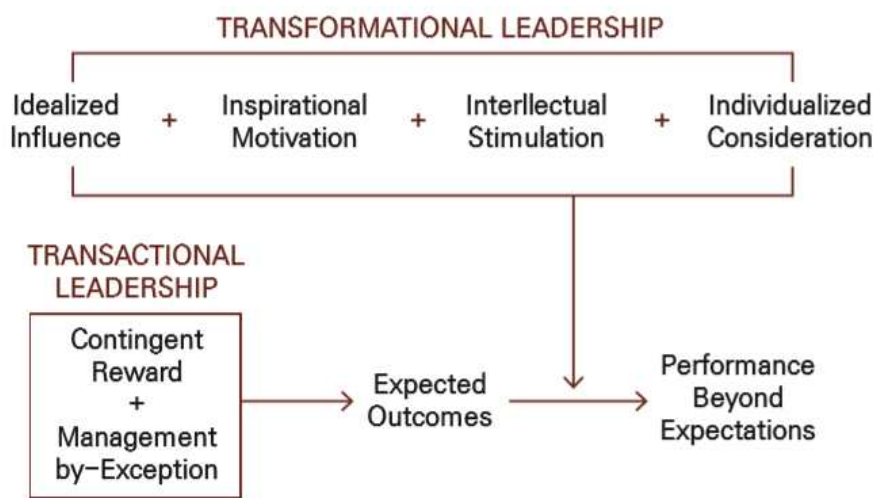 TRANSFORMATIONAL LEADERSHIP
Idealized
Influence
+
Inspirational
Motivation
+
Interllectual
Stimulation
+
Individualized
Consideration
TRANSACTIONAL
LEADERSHIP
Contingent
Reward
+
Management
by-Exception
Expected
Outcomes
Performance
Beyond
Expectations